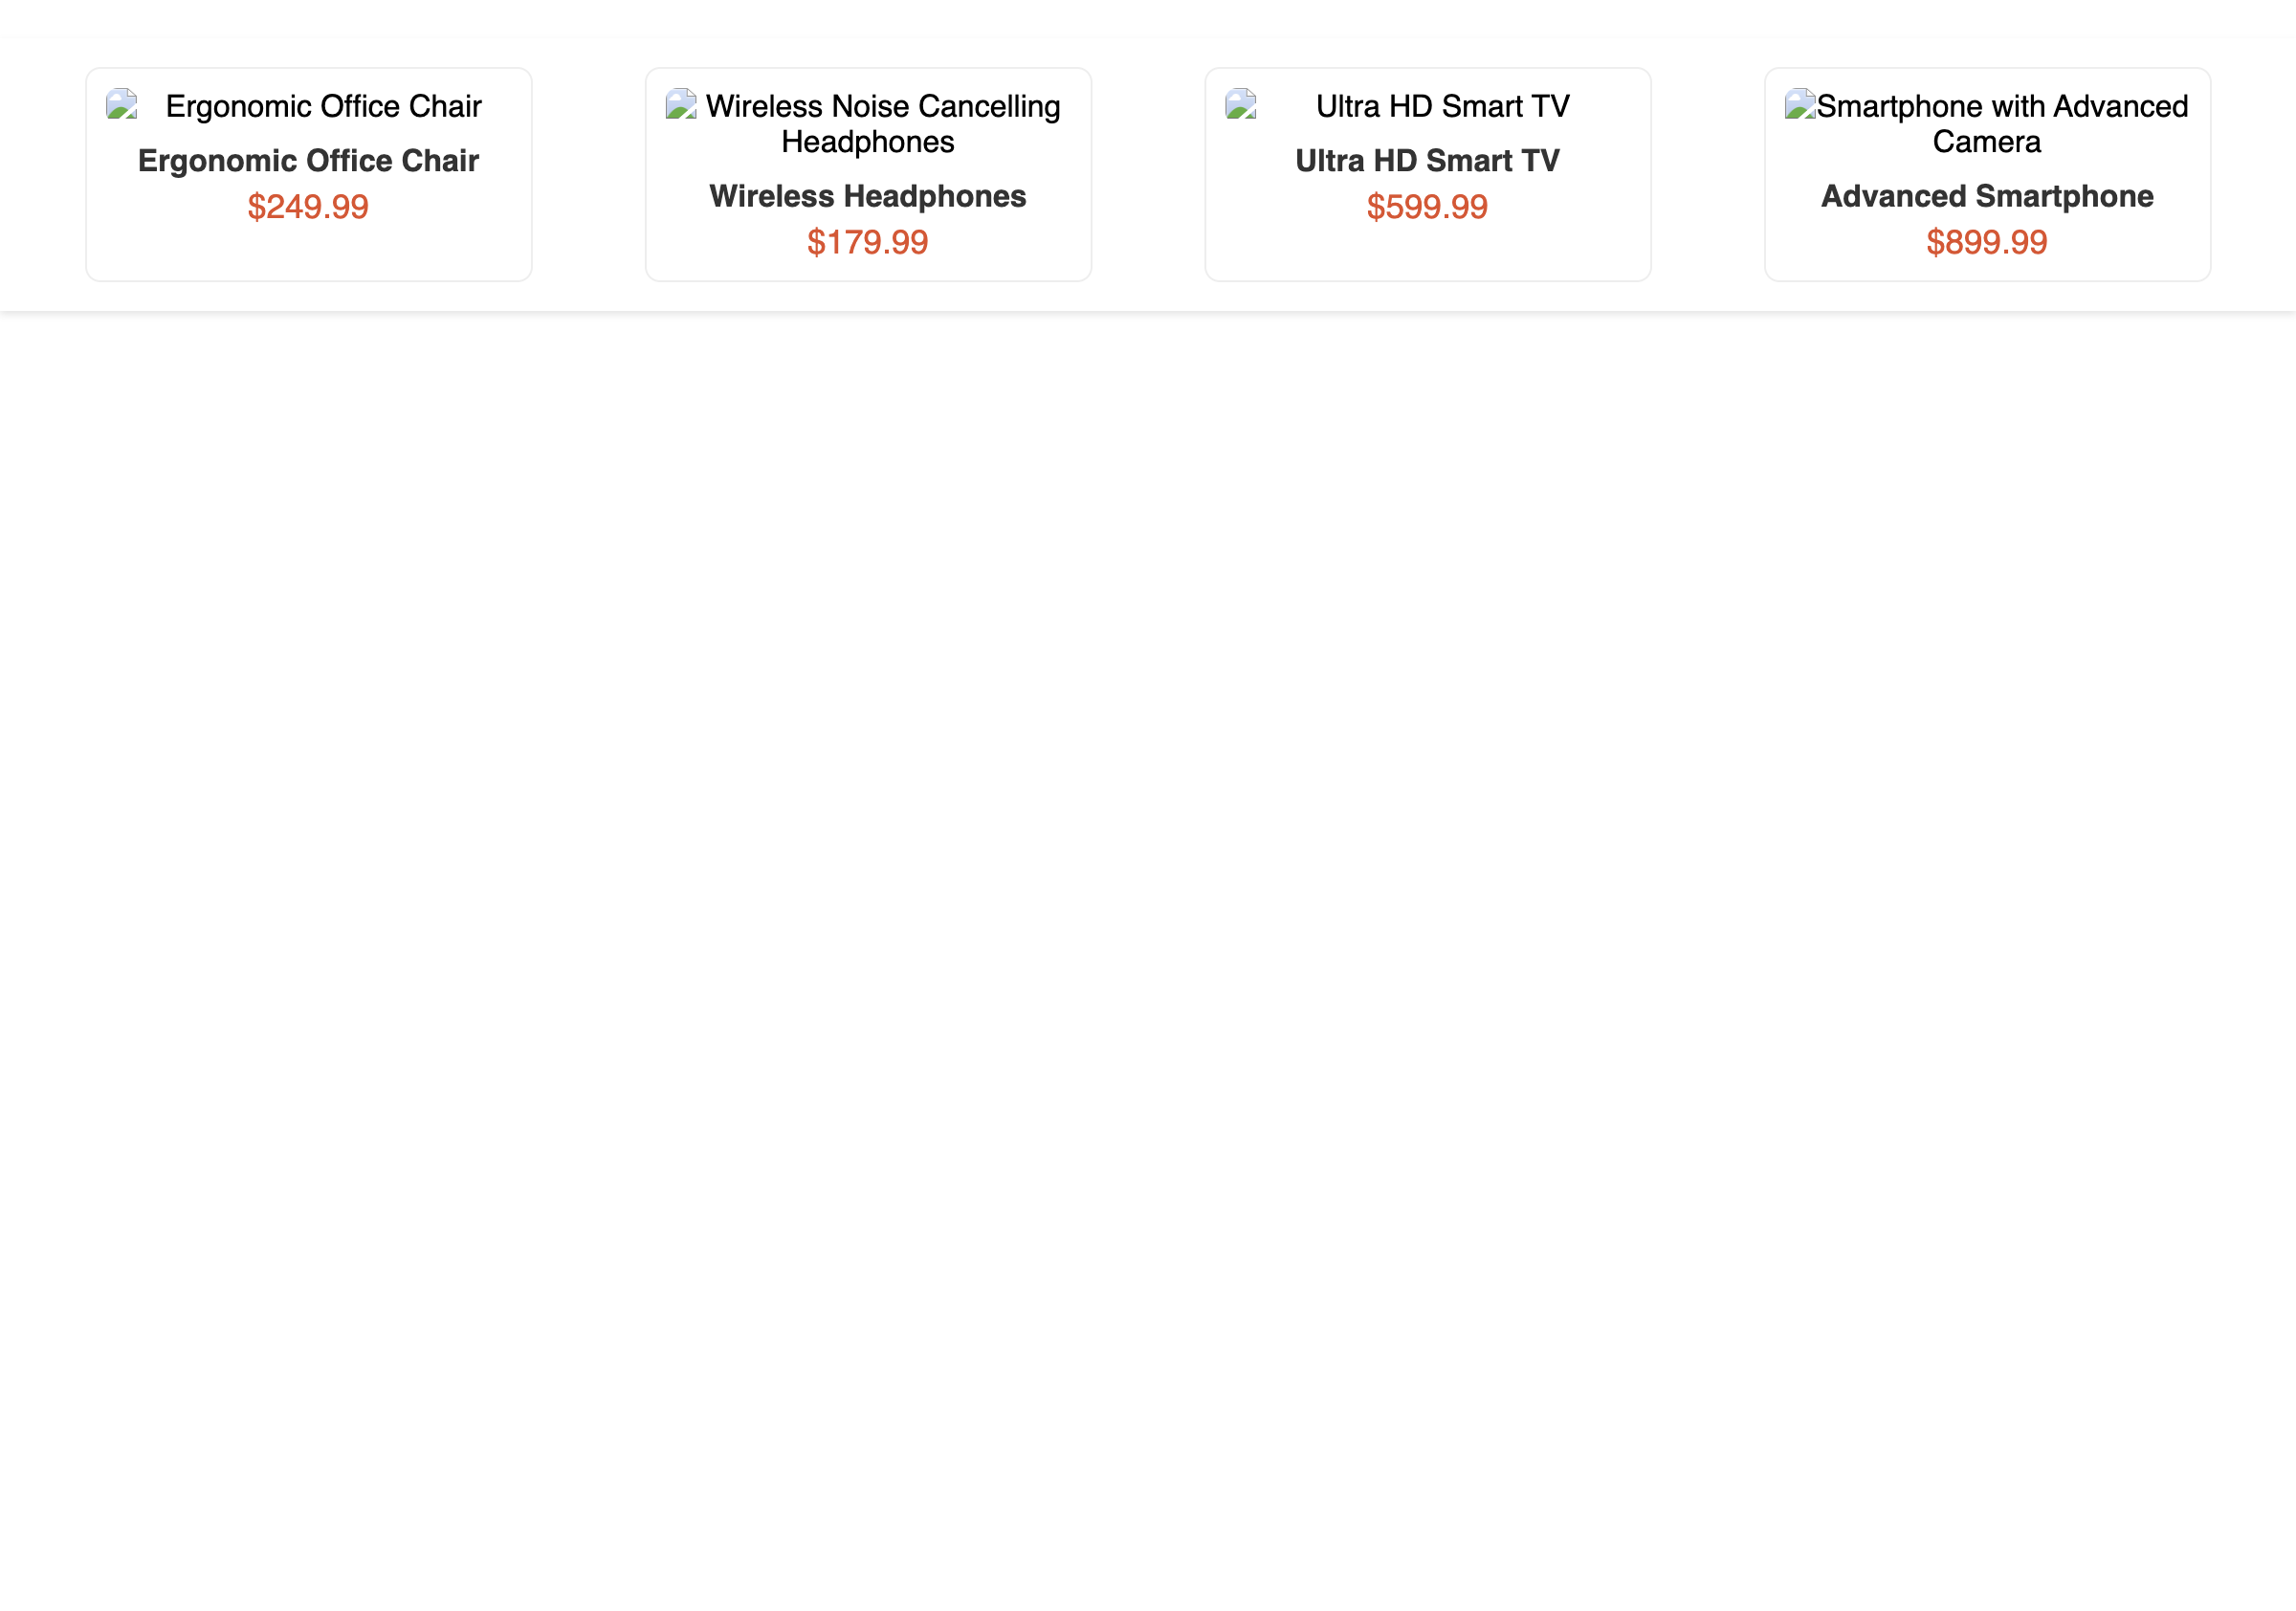 Ergonomic Office Chair
Ergonomic Office Chair
$249.99
Wireless Noise Cancelling
Headphones
Wireless Headphones
$179.99
Ultra HD Smart TV
Ultra HD Smart TV
$599.99
Smartphone with Advanced
Camera
Advanced Smartphone
$899.99